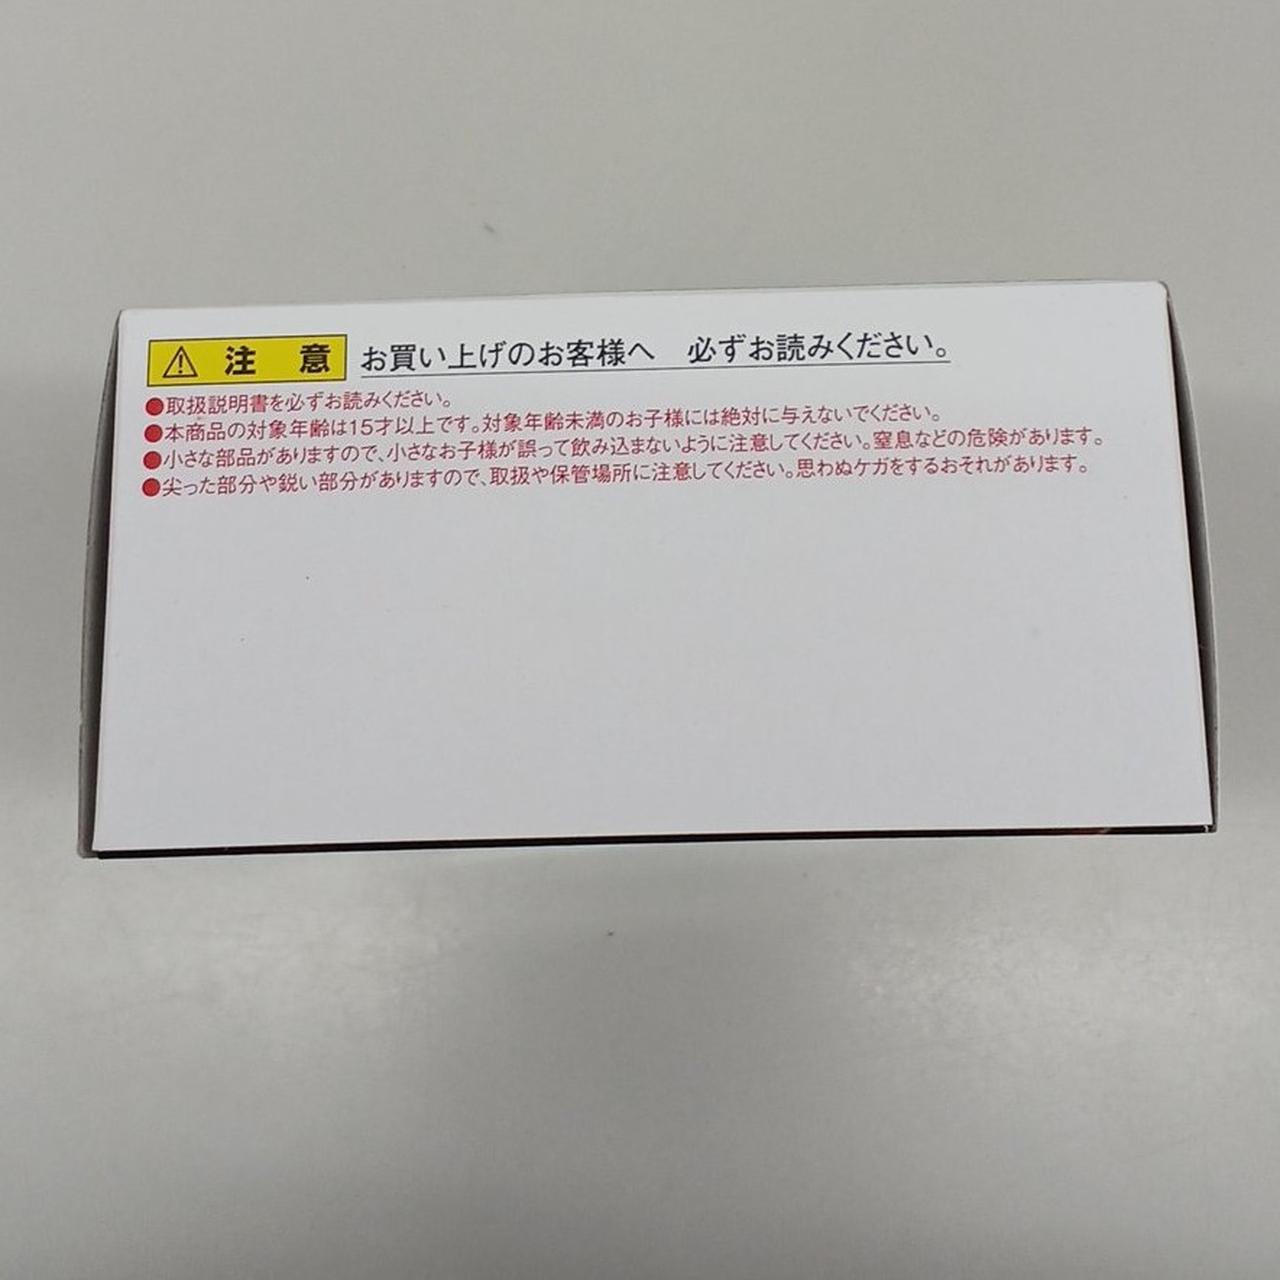 ⚠ 注 意 お買い上げのお客様へ 必ずお読みください。
●取扱説明書を必ずお読みください。
●本商品の対象年齢は15才以上です。対象年齢未満のお子様には絶対に与えないでください。
●小さな部品がありますので、小さなお子様が誤って飲み込まないように注意してください。窒息などの危険があります。
●尖った部分や鋭い部分がありますので、取扱や保管場所に注意してください。思わぬケガをするおそれがあります。